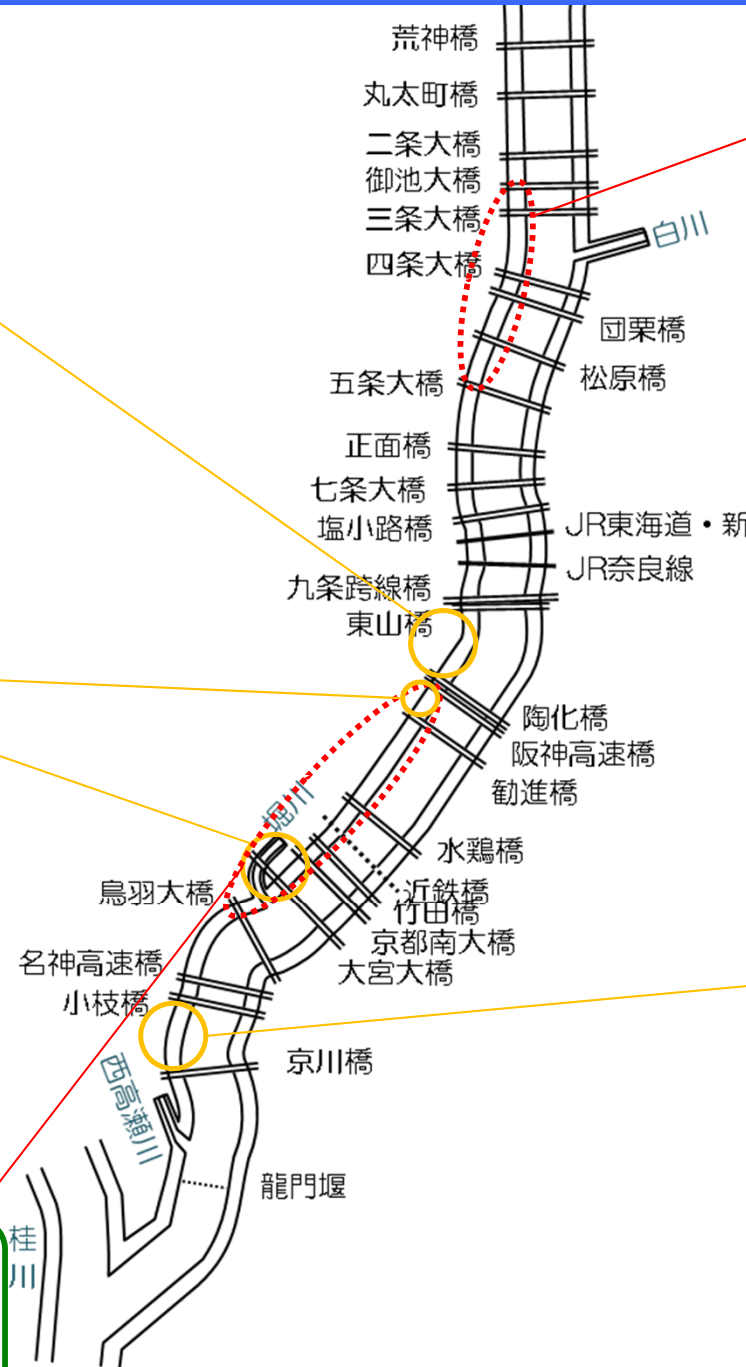 荒神橋
丸太町橋
二条大橋
御池大橋
三条大橋
白川
四条大橋
団栗橋
松原橋
五条大橋
正面橋
七条大橋
塩小路橋
JR東海道・新
JR奈良線
九条跨線橋
東山橋
陶化橋
阪神高速橋
勧進橋
堀川
水鶏橋
近鉄橋
鳥羽大橋
竹田橋
京都南大橋
大宮大橋
名神高速橋
小枝橋
京川橋
西高瀬川
龍門堰
桂川